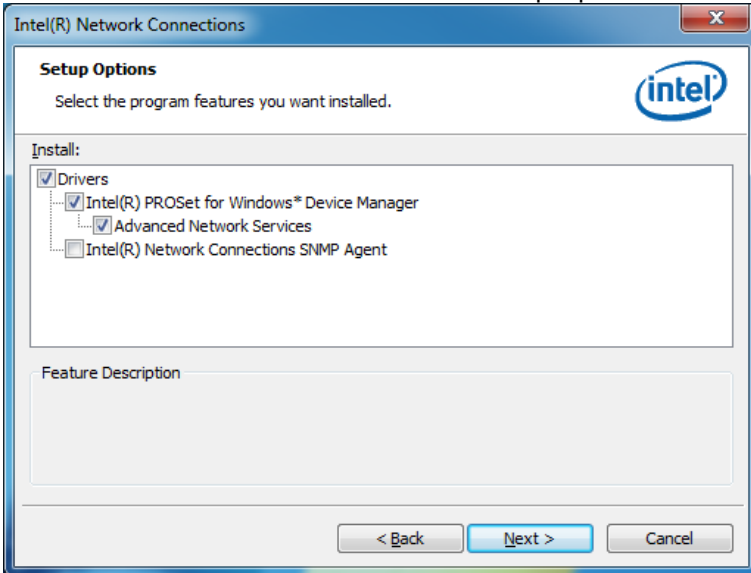 Intel(R) Network Connections
Setup Options
Select the program features you want installed.
intel
Install:
Drivers
Intel(R) PROSet for Windows* Device Manager
Advanced Network Services
Intel(R) Network Connections SNMP Agent
Feature Description
< Back
Next >
Cancel